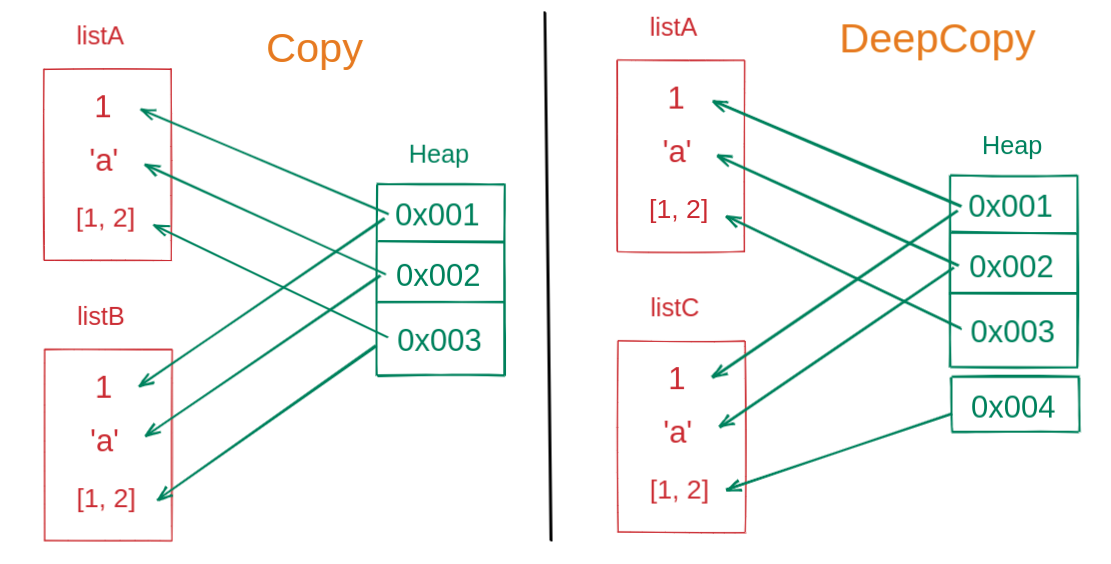 Copy
listA
1
'a'
[1, 2]
listB
1
'a'
[1, 2]
Heap
0x001
0x002
0x003
DeepCopy
listA
1
'a'
[1, 2]
listC
1
'a'
[1, 2]
Heap
0x001
0x002
0x003
0x004